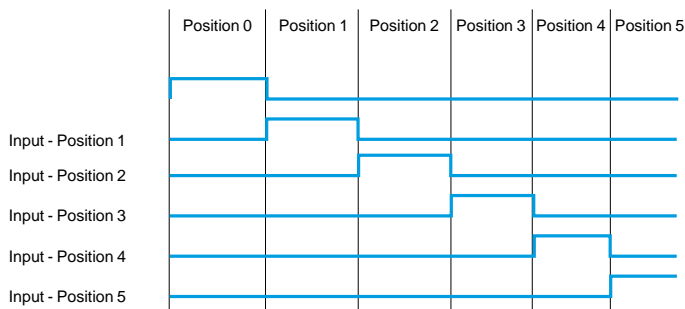 Position 0 Position 1 Position 2 Position 3 Position 4 Position 5
Input - Position 1
Input - Position 2
Input - Position 3
Input - Position 4
Input - Position 5